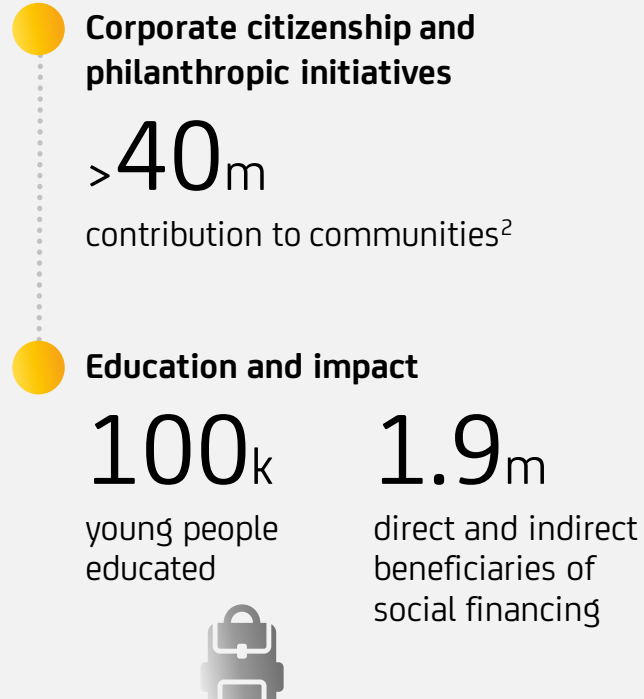 Corporate citizenship and
philanthropic initiatives
>40m
contribution to communities²
Education and impact
100k
young people
educated
1.9m
direct and indirect
beneficiaries of
social financing